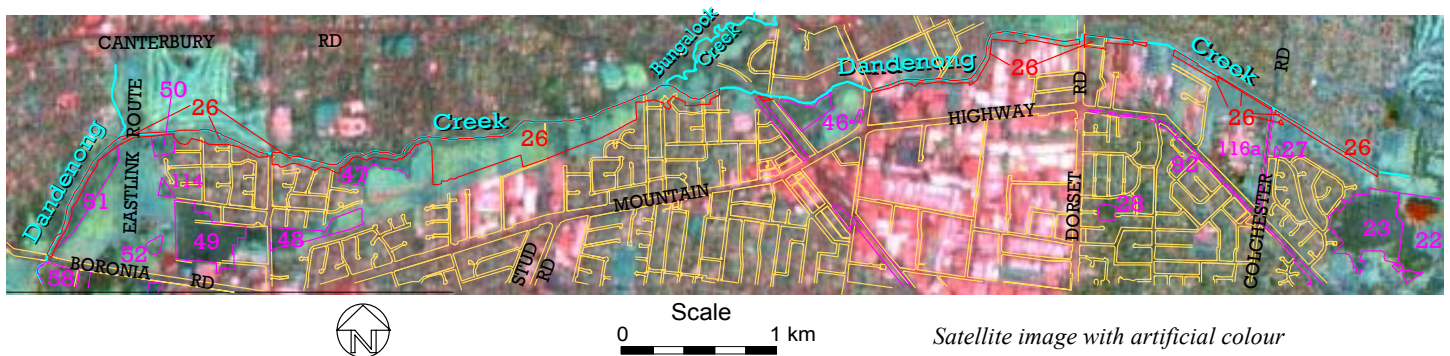 CANTERBURY RD
Bungalook Creek
Dandenong Creek
RD
50
26
ROUTE
EASTLINK
Dandenong Creek
26
26
26
26
RD
HIGHWAY
46
47
51
114
116a
27
92
MOUNTAIN
DORSET
28
COLCHESTER
23
22
52
49
48
58
BORONIA RD
STUD RD
N
Scale
0 1 km
Satellite image with artificial colour